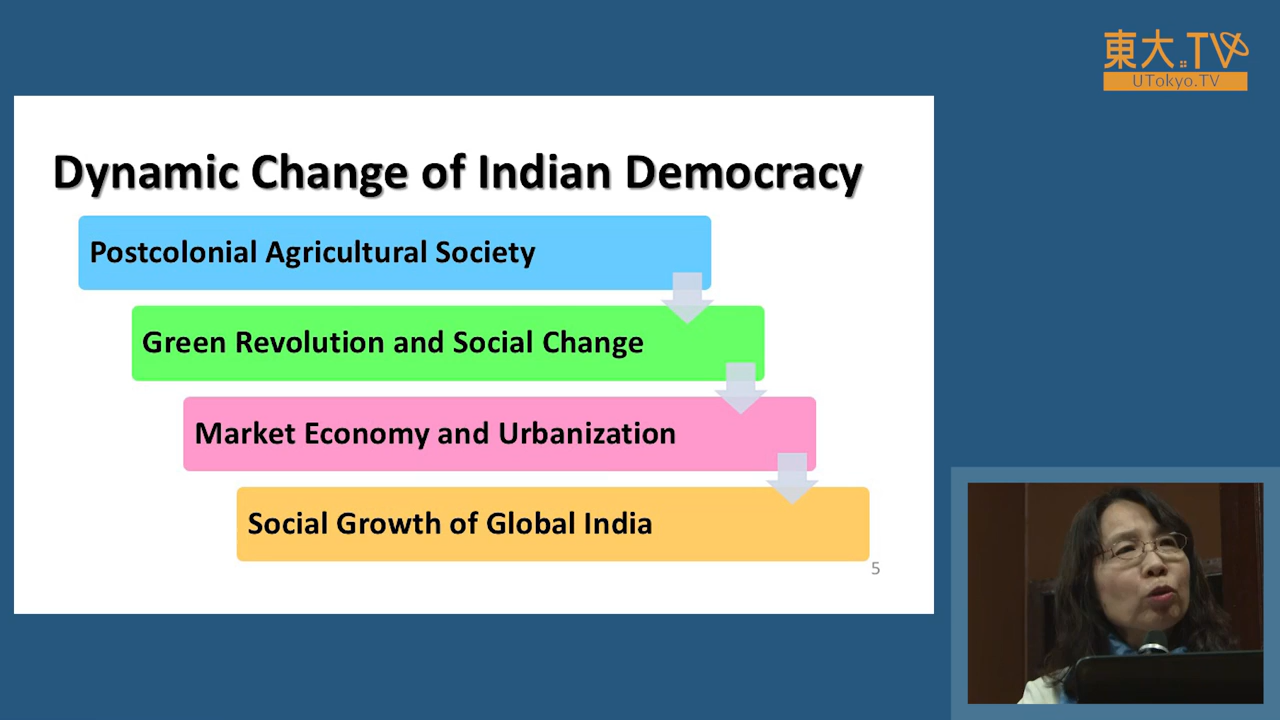 東大.TV
UTokyo.TV
Dynamic Change of Indian Democracy
Postcolonial Agricultural Society
Green Revolution and Social Change
Market Economy and Urbanization
Social Growth of Global India
5